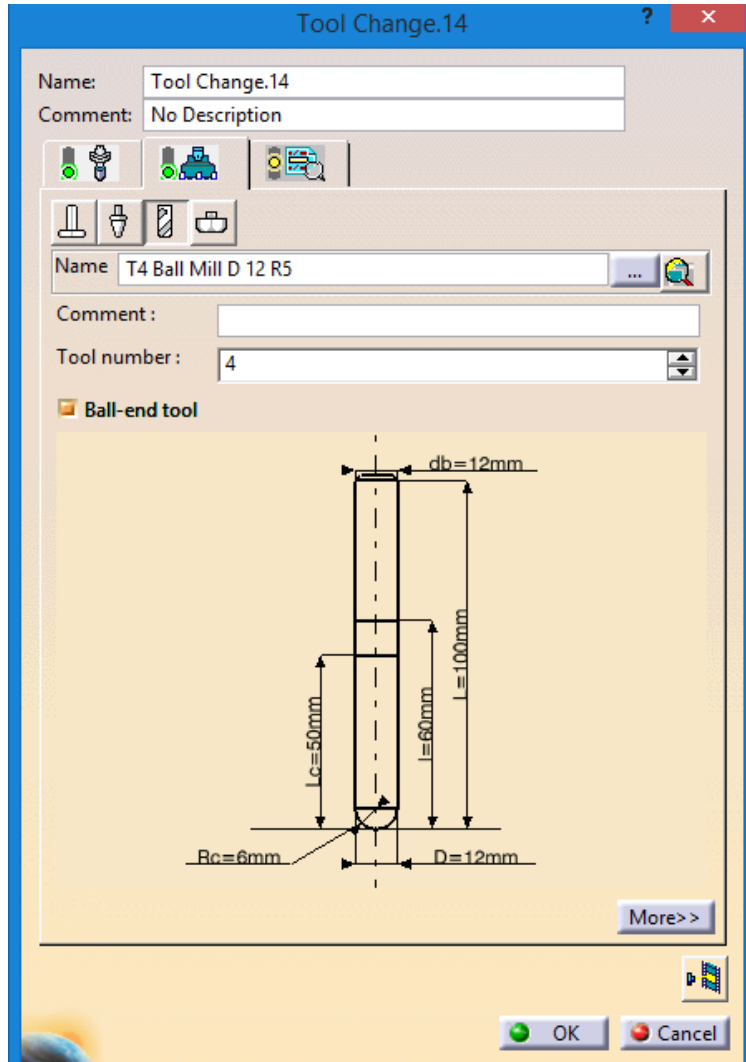 Tool Change.14
?
×
Name: Tool Change.14
Comment: No Description
Name T4 Ball Mill D 12 R5 ...
Comment :
Tool number : 4
Ball-end tool
db=12mm
L=100mm
l=60mm
Lc=50mm
Rc=6mm
D=12mm
More>>
OK Cancel